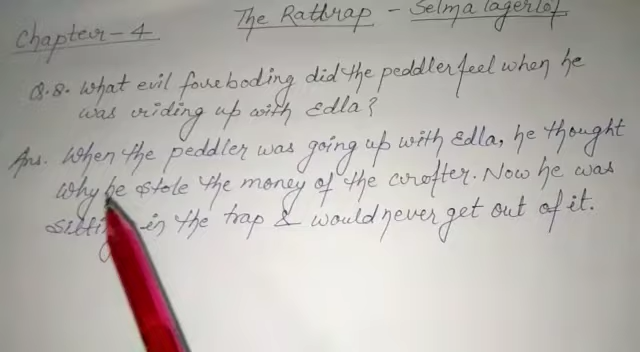 Chapter-4
The Rattrap - Selma lagerlof
Q.8. What evil foreboding did the peddler feel when he
was riding up with Edla?
Ans. When the peddler was going up with Edla, he thought
why he stole the money of the crofter. Now he was
sitting in the trap & would never get out of it.